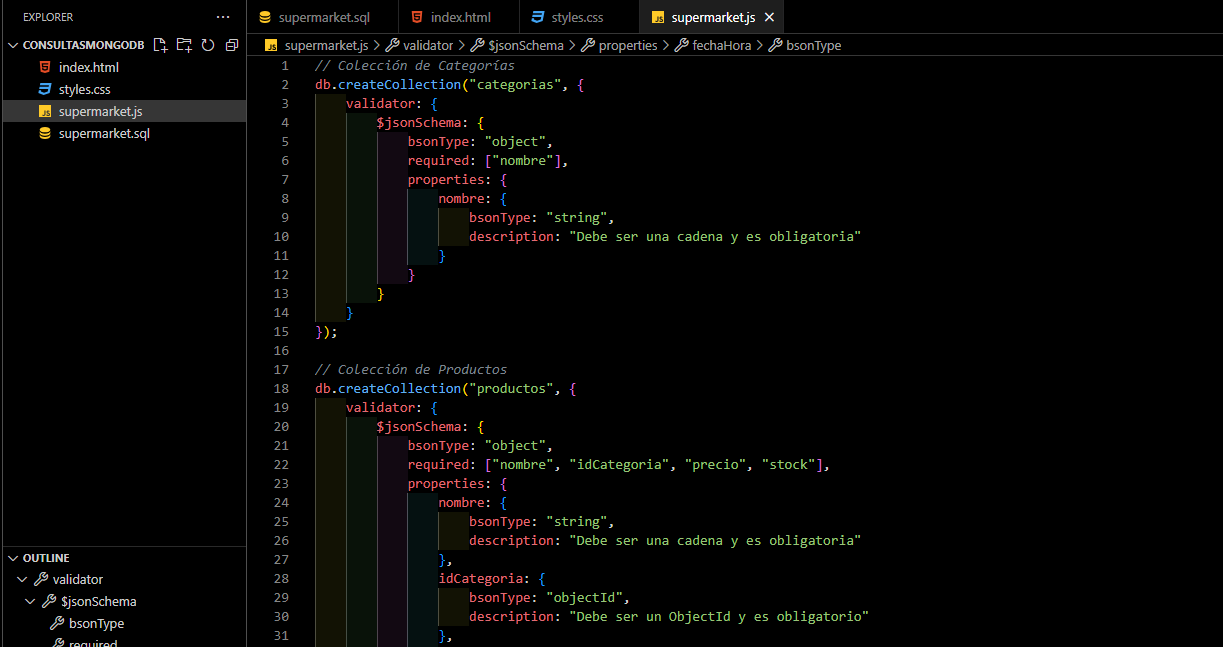 EXPLORER
CONSULTASMONGODB
index.html
styles.css
supermarket.js
supermarket.sql
OUTLINE
validator
$jsonSchema
bsonType
required
supermarket.sql
index.html
styles.css
supermarket.js
supermarket.js > validator > $jsonSchema > properties > fechaHora > bsonType
1 // Colección de Categorías
2 db.createCollection("categorias", {
3 validator: {
4 $jsonSchema: {
5 bsonType: "object",
6 required: ["nombre"],
7 properties: {
8 nombre: {
9 bsonType: "string",
10 description: "Debe ser una cadena y es obligatoria"
11 }
12 }
13 }
14 }
15 });
16
17 // Colección de Productos
18 db.createCollection("productos", {
19 validator: {
20 $jsonSchema: {
21 bsonType: "object",
22 required: ["nombre", "idCategoria", "precio", "stock"],
23 properties: {
24 nombre: {
25 bsonType: "string",
26 description: "Debe ser una cadena y es obligatoria"
27 },
28 idCategoria: {
29 bsonType: "objectId",
30 description: "Debe ser un ObjectId y es obligatorio"
31 },